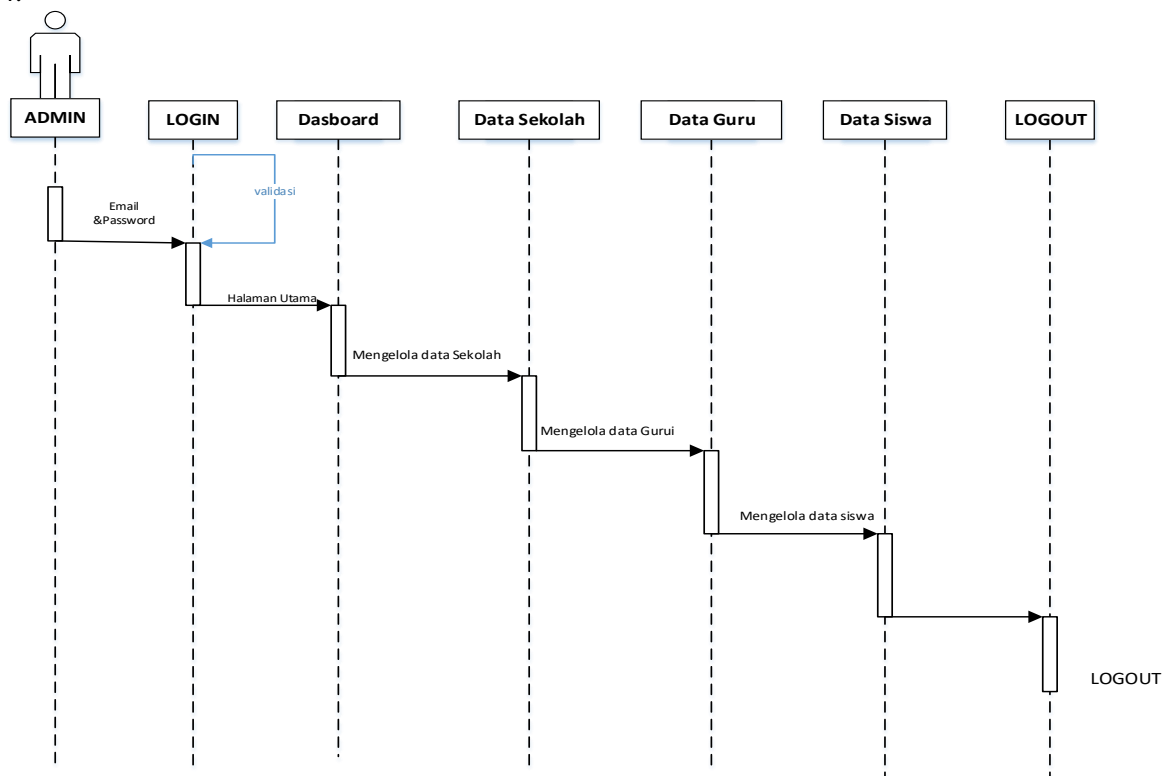 ADMIN
LOGIN
Dasboard
Data Sekolah
Data Guru
Data Siswa
LOGOUT
validasi
Email
&Password
Halaman Utama
Mengelola data Sekolah
Mengelola data Gurui
Mengelola data siswa
LOGOUT